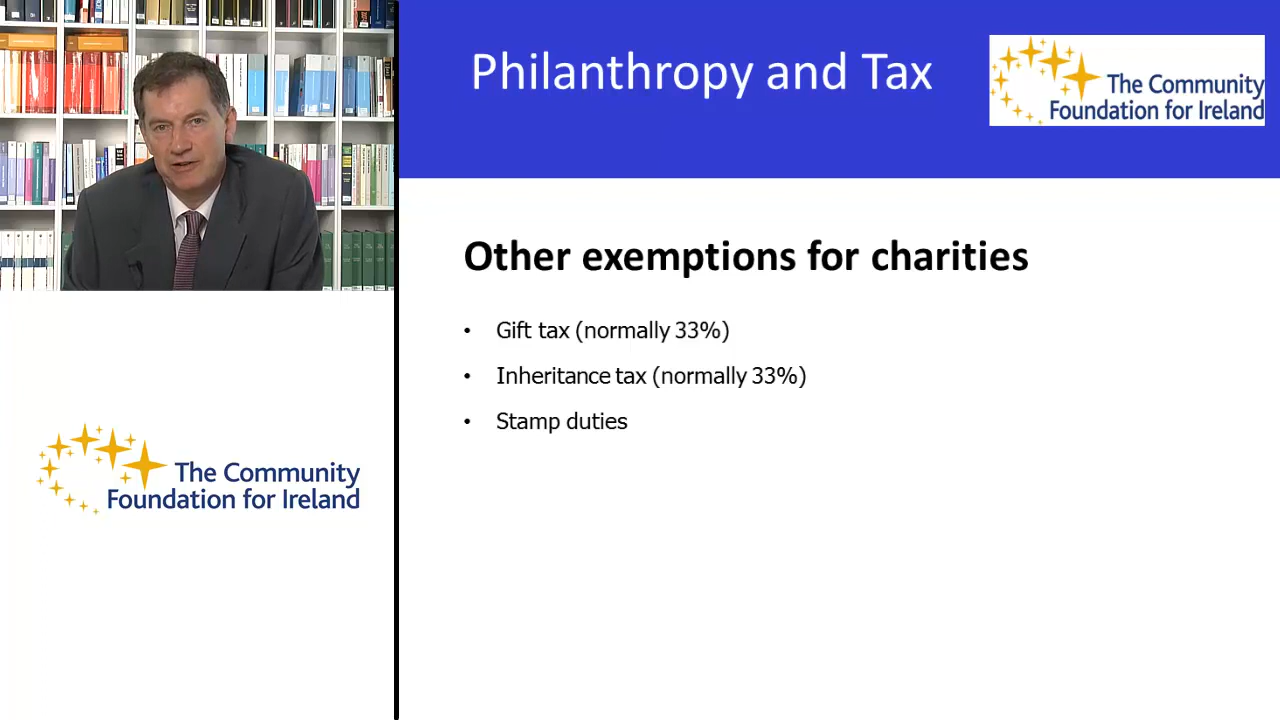 Philanthropy and Tax
The Community
Foundation for Ireland
Other exemptions for charities
• Gift tax (normally 33%)
• Inheritance tax (normally 33%)
• Stamp duties
The Community
Foundation for Ireland